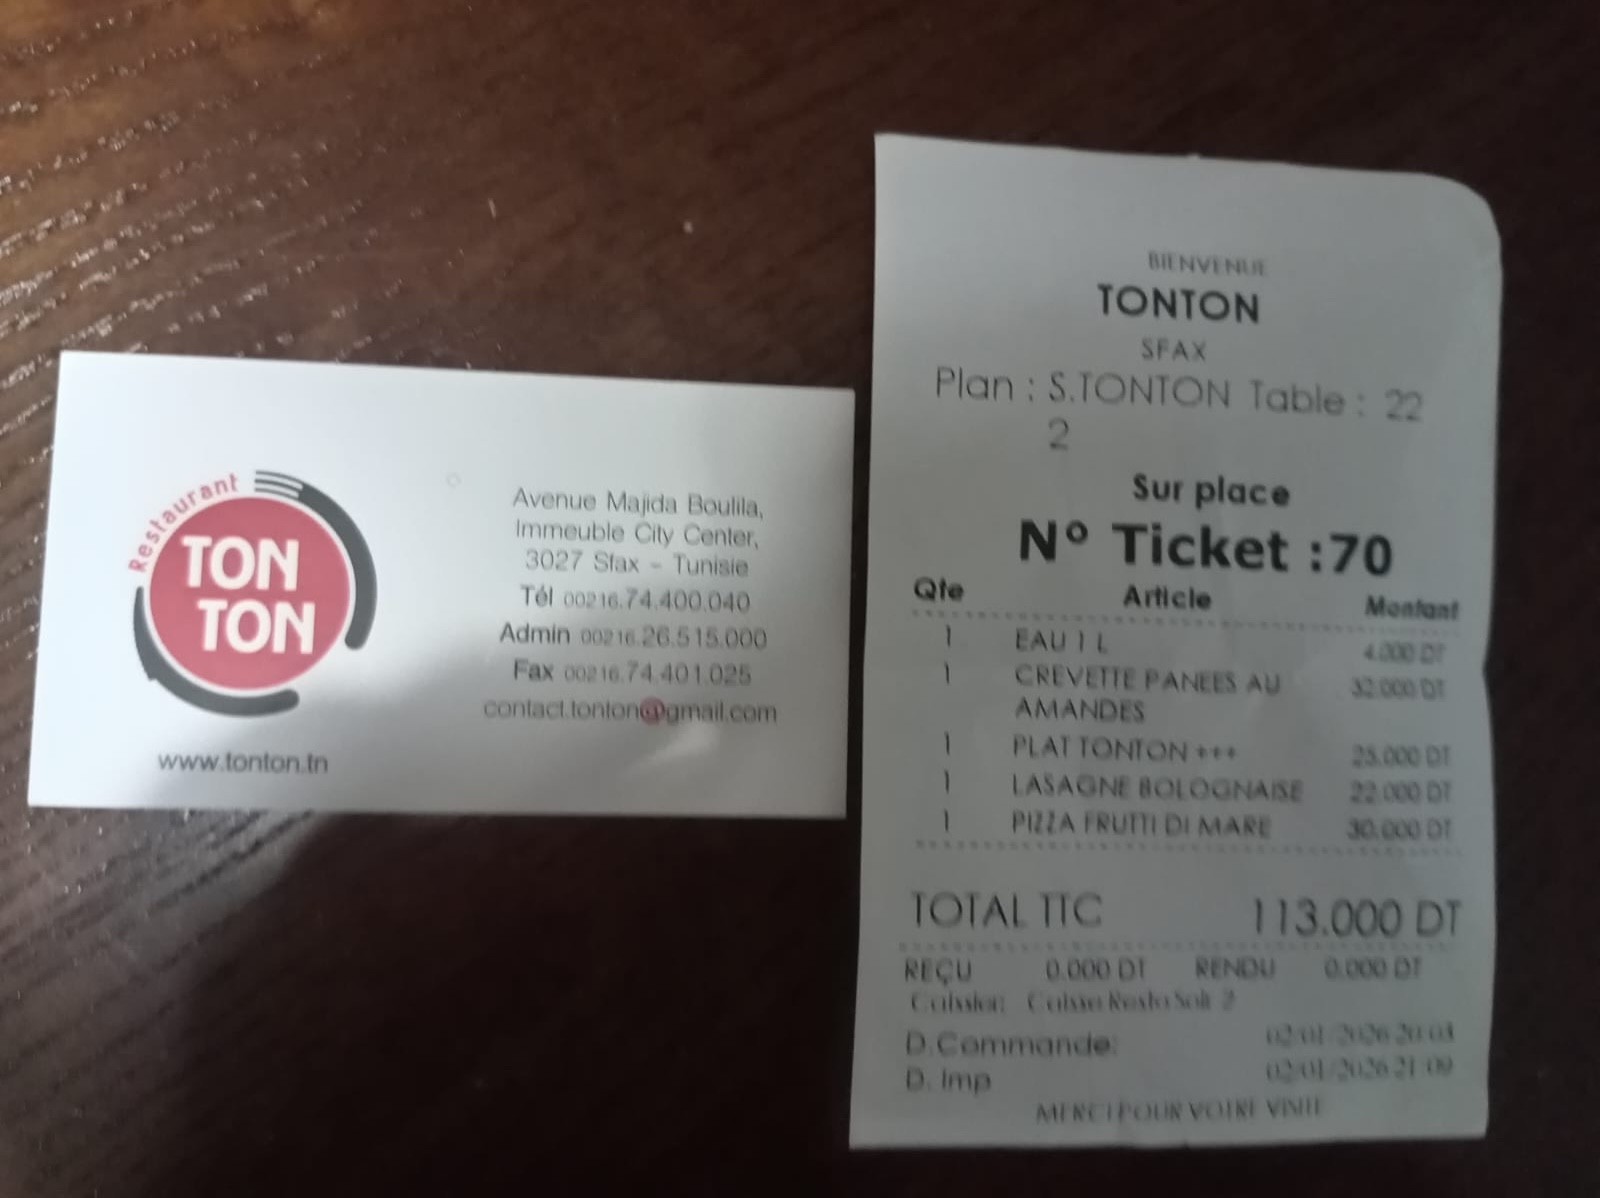 Restaurant
TON
TON
www.tonton.tn
Avenue Majida Boulila,
Immeuble City Center,
3027 Sfax - Tunisie
Tél 00216.74.400.040
Admin 00216.26.515.000
Fax 00216.74.401.025
contact.tonton@gmail.com
BIENVENUE
TONTON
SFAX
Plan : S.TONTON Table : 22
2
Sur place
N° Ticket :70
Qte Article Montant
1 EAU 1 L 4.000 DT
1 CREVETTE PANEES AU 32.000 DT
AMANDES
1 PLAT TONTON +++ 25.000 DT
1 LASAGNE BOLOGNAISE 22.000 DT
1 PIZZA FRUTTI DI MARE 30.000 DT
TOTAL TTC 113.000 DT
REÇU 0.000 DT RENDU 0.000 DT
Caissier: Caisse Resto Soir 2
D.Commande: 02/01/2026 20:03
D. Imp 02/01/2026 21:09
MERCI POUR VOTRE VISITE